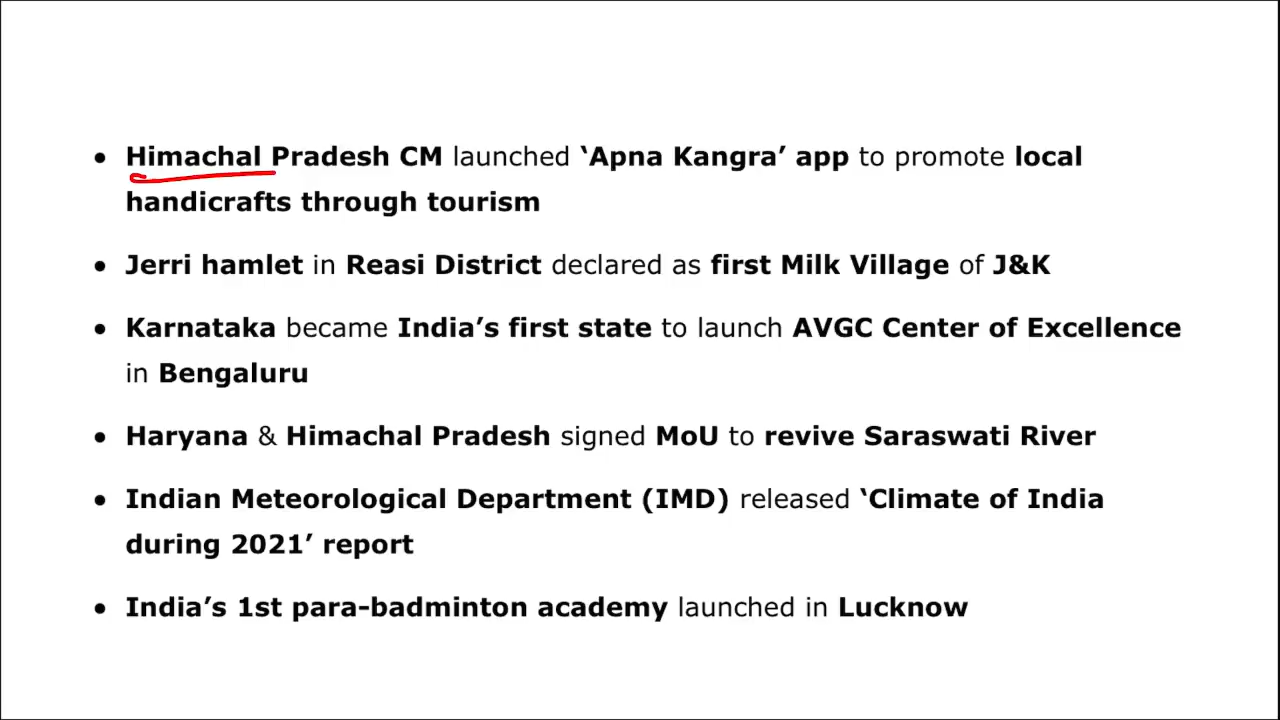 • Himachal Pradesh CM launched ‘Apna Kangra’ app to promote local
handicrafts through tourism
• Jerri hamlet in Reasi District declared as first Milk Village of J&K
• Karnataka became India’s first state to launch AVGC Center of Excellence
in Bengaluru
• Haryana & Himachal Pradesh signed MoU to revive Saraswati River
• Indian Meteorological Department (IMD) released ‘Climate of India
during 2021’ report
• India’s 1st para-badminton academy launched in Lucknow